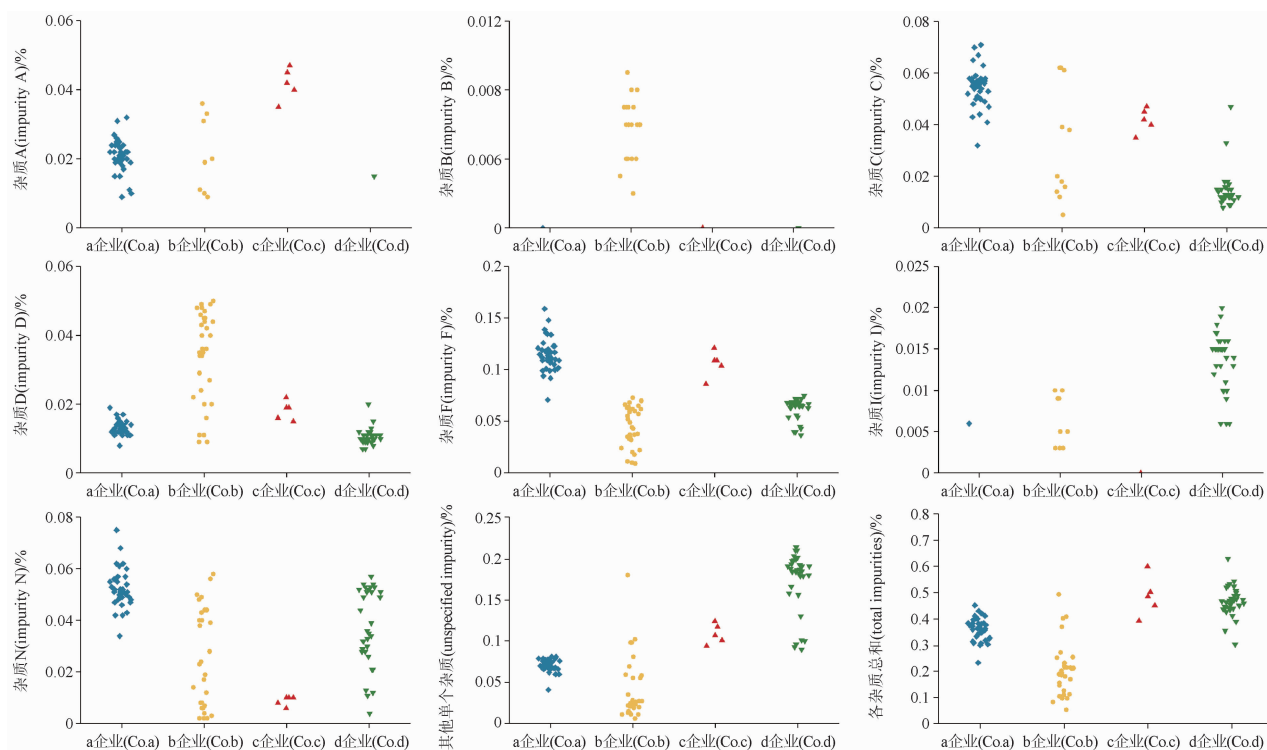 杂质A(impurity A)/%
0.06
0.04
0.02
0
a企业(Co.a) b企业(Co.b) c企业(Co.c) d企业(Co.d)
杂质B(impurity B)/%
0.012
0.008
0.006
0
a企业(Co.a) b企业(Co.b) c企业(Co.c) d企业(Co.d)
杂质C(impurity C)/%
0.08
0.06
0.04
0.02
0
a企业(Co.a) b企业(Co.b) c企业(Co.c) d企业(Co.d)
杂质D(impurity D)/%
0.06
0.04
0.02
0
a企业(Co.a) b企业(Co.b) c企业(Co.c) d企业(Co.d)
杂质F(impurity F)/%
0.2
0.15
0.1
0.05
0
a企业(Co.a) b企业(Co.b) c企业(Co.c) d企业(Co.d)
杂质I(impurity I)/%
0.025
0.02
0.015
0.010
0.005
0
a企业(Co.a) b企业(Co.b) c企业(Co.c) d企业(Co.d)
杂质N(impurity N)/%
0.08
0.06
0.04
0.02
0
a企业(Co.a) b企业(Co.b) c企业(Co.c) d企业(Co.d)
其他单个杂质(unspecified impurity)/%
0.25
0.2
0.15
0.1
0.05
0
a企业(Co.a) b企业(Co.b) c企业(Co.c) d企业(Co.d)
各杂质总和(total impurities)/%
0.8
0.7
0.6
0.5
0.4
0.3
0.2
0.1
0
a企业(Co.a) b企业(Co.b) c企业(Co.c) d企业(Co.d)